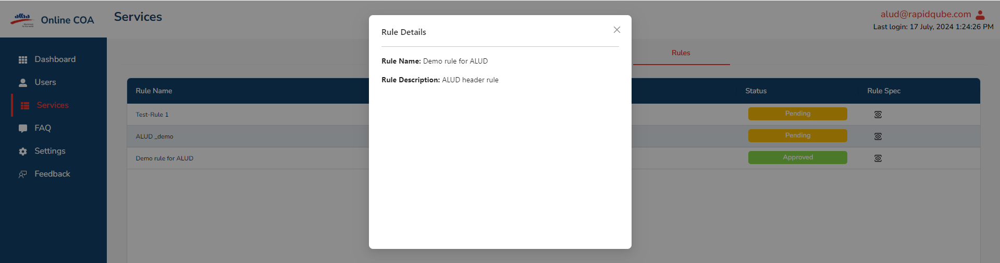 alba
Online COA
Services
alud@rapidqube.com
Last login: 17 July, 2024 1:24:26 PM
Dashboard
Users
Services
FAQ
Settings
Feedback
Rules
Rule Name
Status
Rule Spec
Test-Rule 1
Pending
ALUD _demo
Pending
Demo rule for ALUD
Approved
Rule Details
Rule Name: Demo rule for ALUD
Rule Description: ALUD header rule